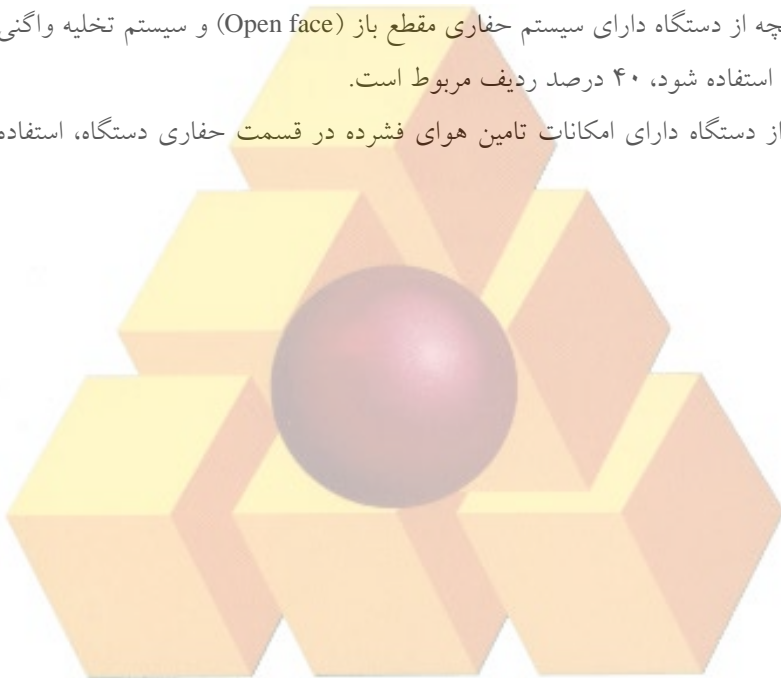 چه از دستگاه دارای سیستم حفاری مقطع باز (Open face) و سیستم تخلیه واگنی
استفاده شود، ۴۰ درصد ردیف مربوط است.
از دستگاه دارای امکانات تامین هوای فشرده در قسمت حفاری دستگاه، استفاده